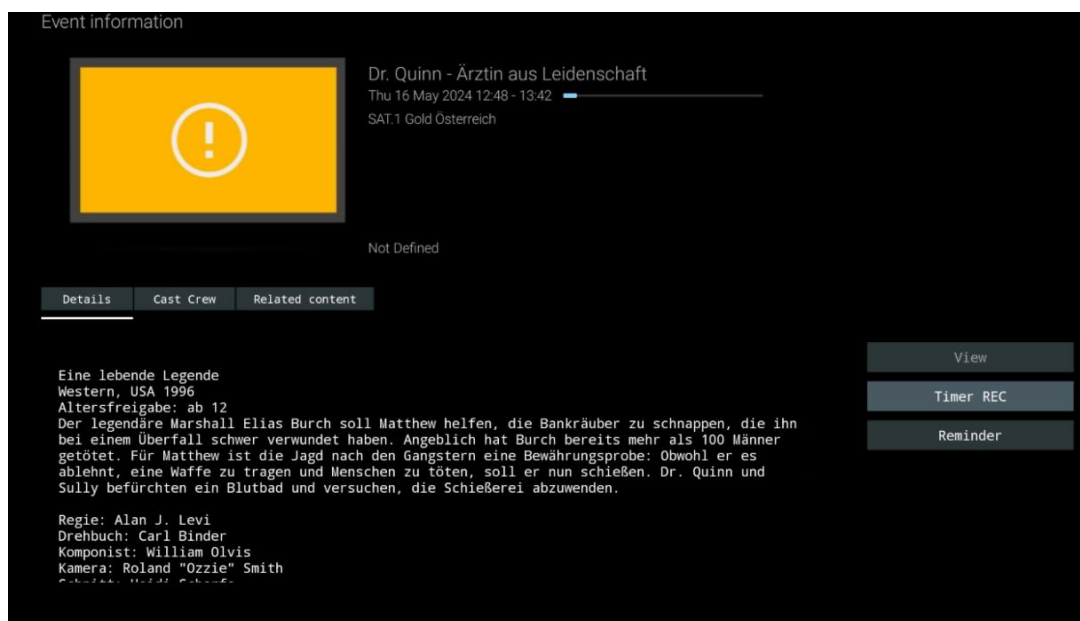 Event information
Dr. Quinn - Ärztin aus Leidenschaft
Thu 16 May 2024 12:48 - 13:42
SAT.1 Gold Österreich
Not Defined
Details
Cast Crew
Related content
Eine lebende Legende
Western, USA 1996
Altersfreigabe: ab 12
Der legendäre Marshall Elias Burch soll Matthew helfen, die Bankräuber zu schnappen, die ihn
bei einem Überfall schwer verwundet haben. Angeblich hat Burch bereits mehr als 100 Männer
getötet. Für Matthew ist die Jagd nach den Gangstern eine Bewährungsprobe: Obwohl er es
ablehnt, eine Waffe zu tragen und Menschen zu töten, soll er nun schießen. Dr. Quinn und
Sully befürchten ein Blutbad und versuchen, die Schießerei abzuwenden.
Regie: Alan J. Levi
Drehbuch: Carl Binder
Komponist: William Olvis
Kamera: Roland "Ozzie" Smith
View
Timer REC
Reminder